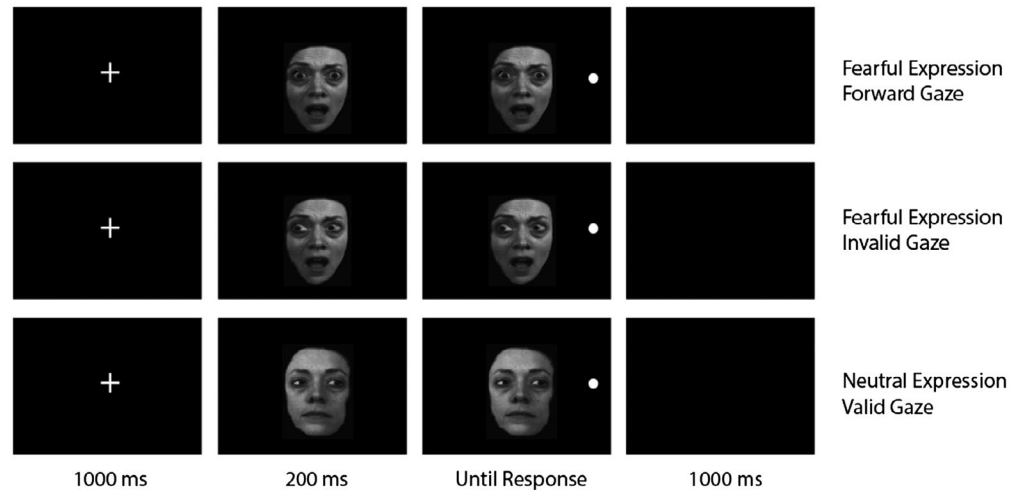 Fearful Expression
Forward Gaze
Fearful Expression
Invalid Gaze
Neutral Expression
Valid Gaze
1000 ms
200 ms
Until Response
1000 ms